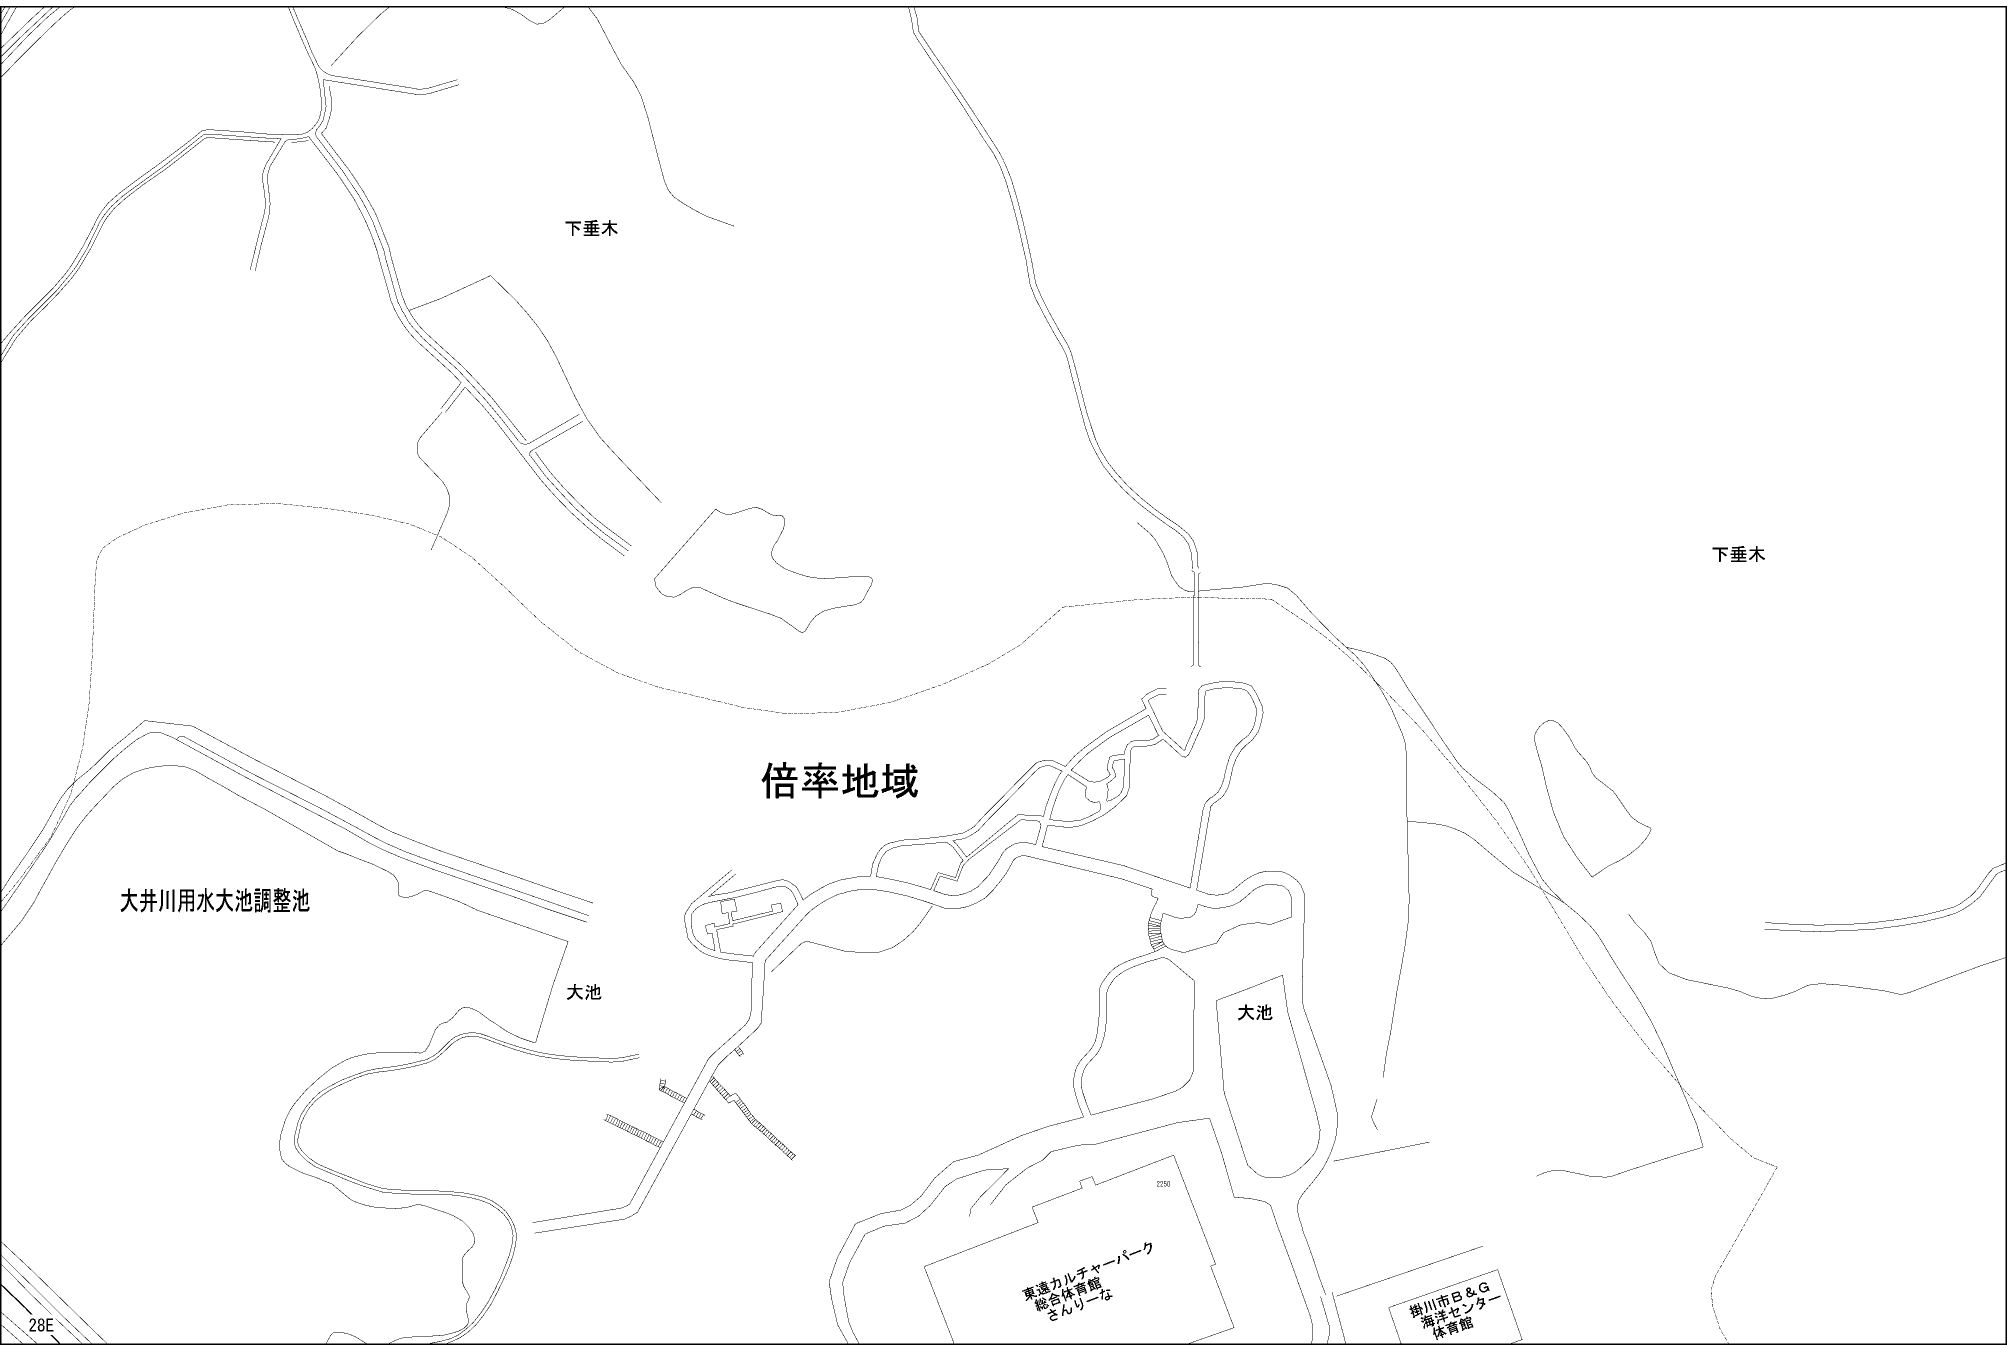 下垂木
下垂木
倍率地域
大井川用水大池調整池
大池
大池
2250
東遠カルチャーパーク
総合体育館
さんりーな
掛川市B&G
海洋センター
体育館
28E